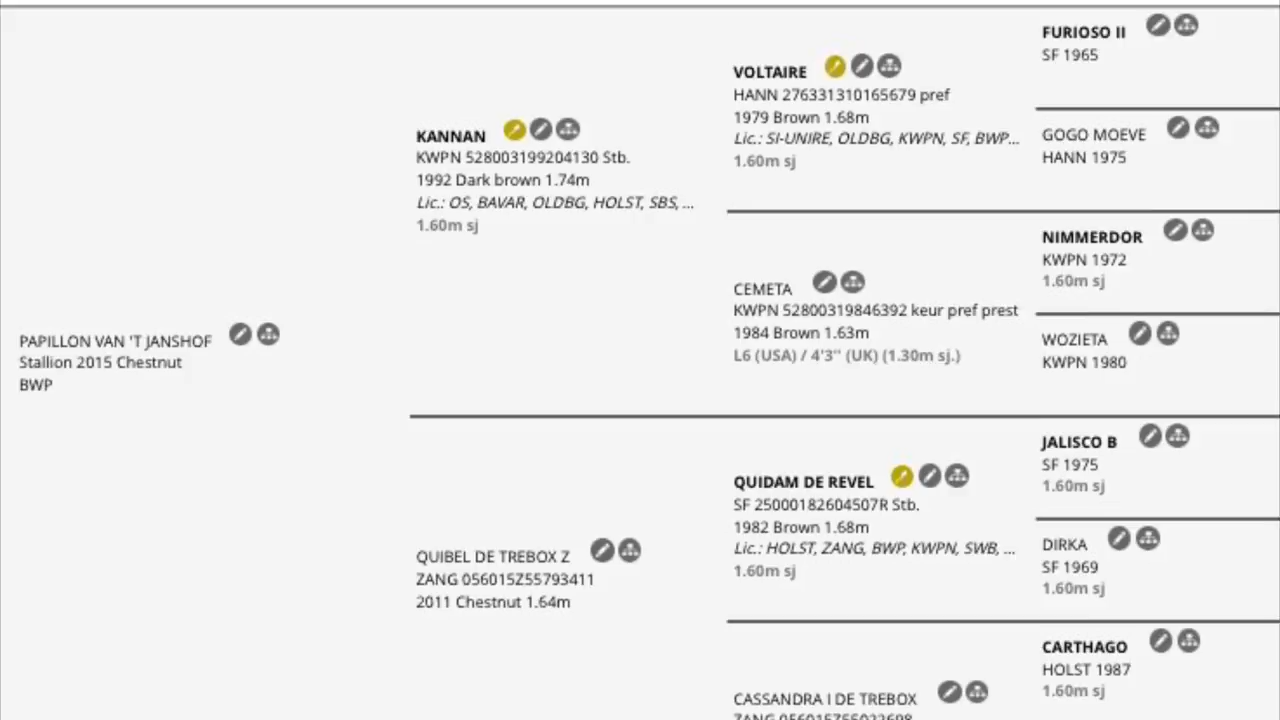 PAPILLON VAN 'T JANSHOF
Stallion 2015 Chestnut
BWP
KANNAN
KWPN 528003199204130 Stb.
1992 Dark brown 1.74m
Lic.: OS, BAVAR, OLDBG, HOLST, SBS, ...
1.60m sj
QUIBEL DE TREBOX Z
ZANG 056015Z55793411
2011 Chestnut 1.64m
VOLTAIRE
HANN 276331310165679 pref
1979 Brown 1.68m
Lic.: SI-UNIRE, OLDBG, KWPN, SF, BWP...
1.60m sj
CEMETA
KWPN 52800319846392 keur pref prest
1984 Brown 1.63m
L6 (USA) / 4'3'' (UK) (1.30m sj.)
QUIDAM DE REVEL
SF 25000182604507R Stb.
1982 Brown 1.68m
Lic.: HOLST, ZANG, BWP, KWPN, SWB, ...
1.60m sj
CASSANDRA I DE TREBOX
ZANG 056015Z55022698
FURIOSO II
SF 1965
GOGO MOEVE
HANN 1975
NIMMERDOR
KWPN 1972
1.60m sj
WOZIETA
KWPN 1980
JALISCO B
SF 1975
1.60m sj
DIRKA
SF 1969
1.60m sj
CARTHAGO
HOLST 1987
1.60m sj